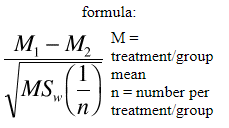 formula:
M₁ − M₂
√MS_w(1/n)
M =
treatment/group
mean
n = number per
treatment/group